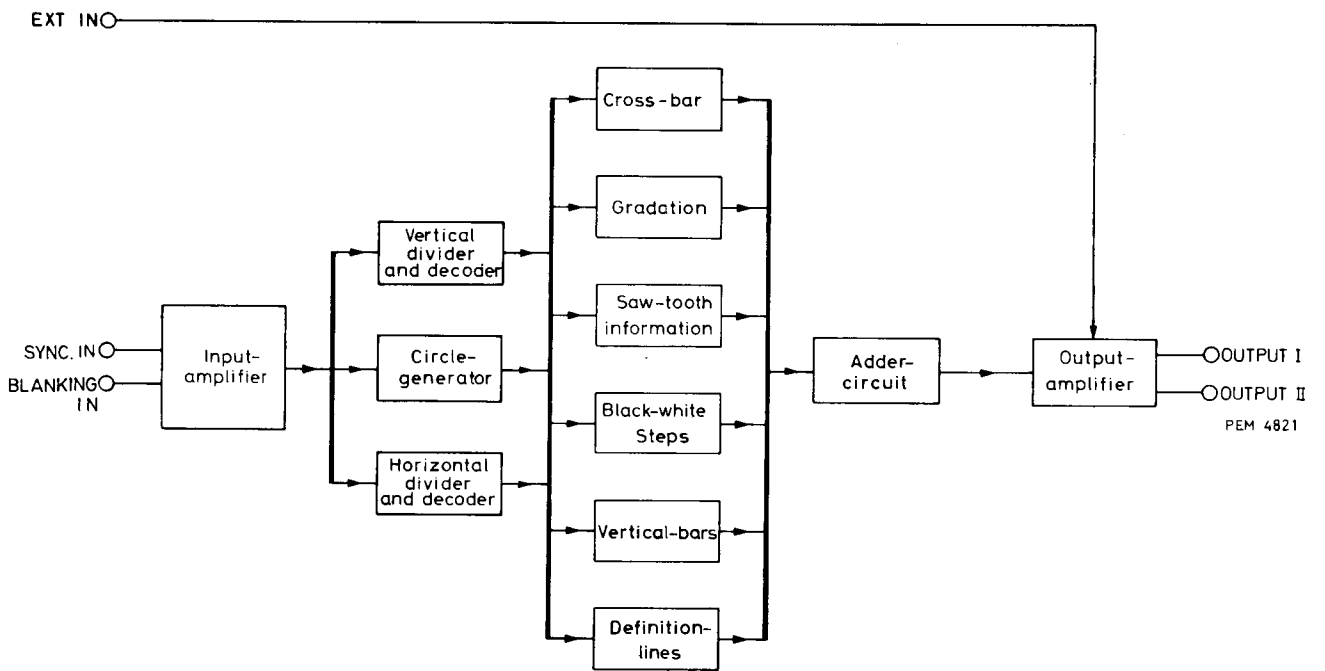 EXT IN
Cross-bar
Gradation
Vertical
divider
and decoder
Saw-tooth
information
SYNC. IN
BLANKING
IN
Input-
amplifier
Circle-
generator
Black-white
Steps
Adder-
circuit
Output-
amplifier
OUTPUT I
OUTPUT II
PEM 4821
Horizontal
divider
and decoder
Vertical-bars
Definition-
lines